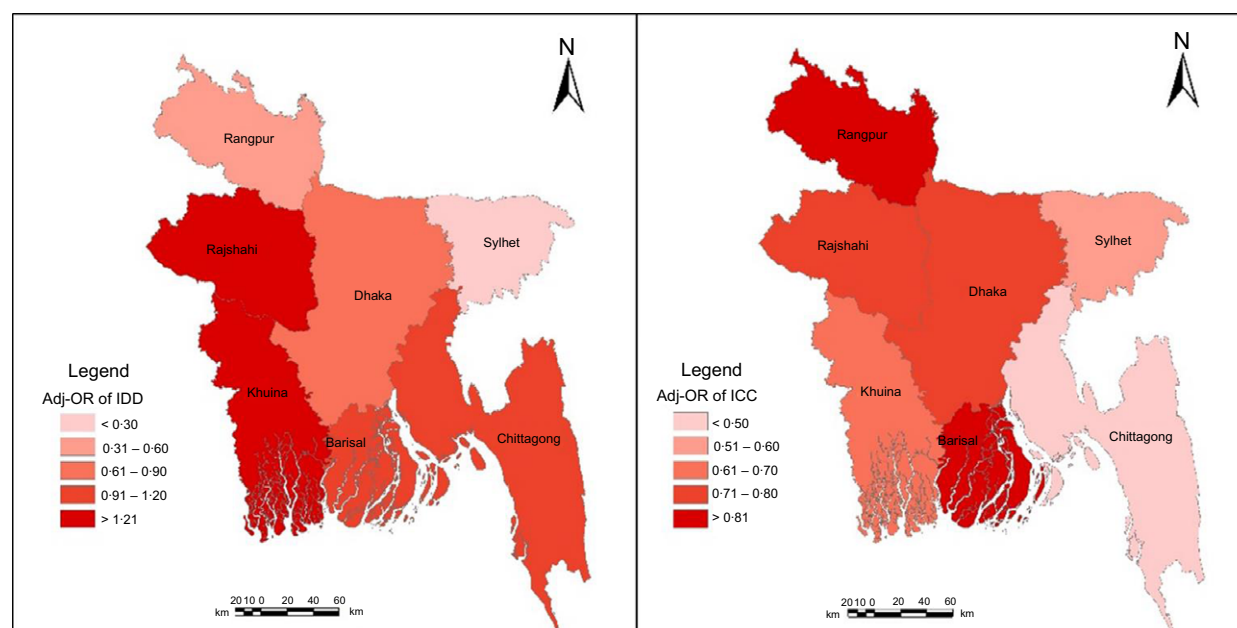 N
Rangpur
Rajshahi
Sylhet
Dhaka
Khuina
Barisal
Chittagong
Legend
Adj-OR of IDD
< 0·30
0·31 – 0·60
0·61 – 0·90
0·91 – 1·20
> 1·21
20 10 0 20 40 60
km km
N
Rangpur
Rajshahi
Sylhet
Dhaka
Khuina
Barisal
Chittagong
Legend
Adj-OR of ICC
< 0·50
0·51 – 0·60
0·61 – 0·70
0·71 – 0·80
> 0·81
20 10 0 20 40 60
km km